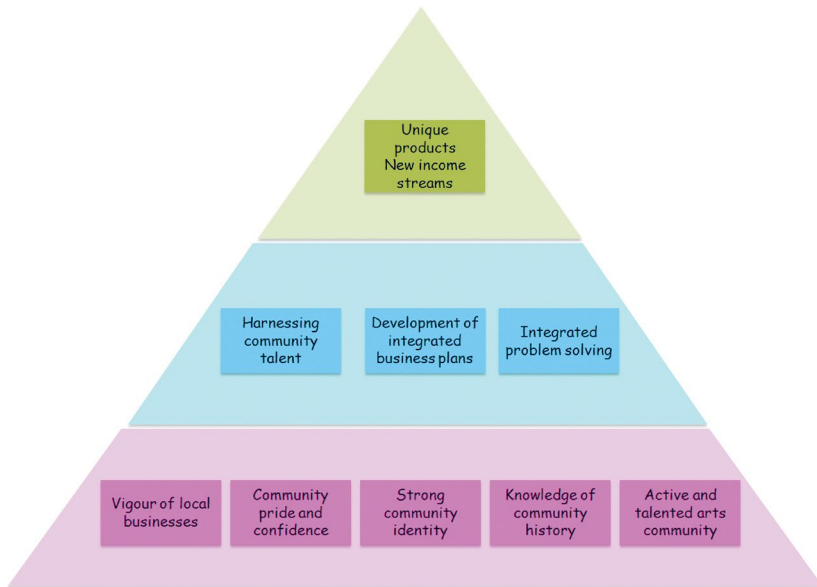 Unique
products
New income
streams
Harnessing
community
talent
Development of
integrated
business plans
Integrated
problem solving
Vigour of local
businesses
Community
pride and
confidence
Strong
community
identity
Knowledge of
community
history
Active and
talented arts
community